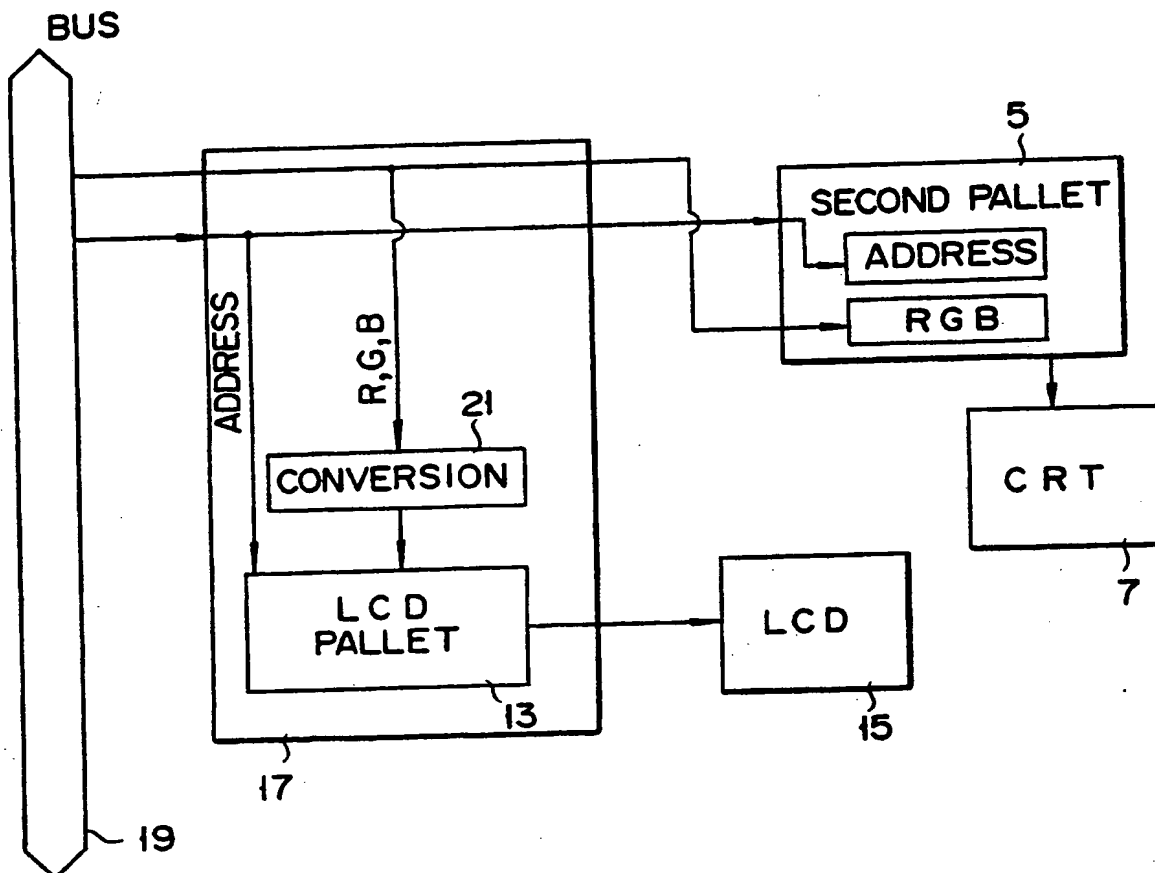 BUS
5
SECOND PALLET
ADDRESS
RGB
ADDRESS
R,G,B
21
CONVERSION
CRT
7
LCD
PALLET
13
LCD
15
17
19